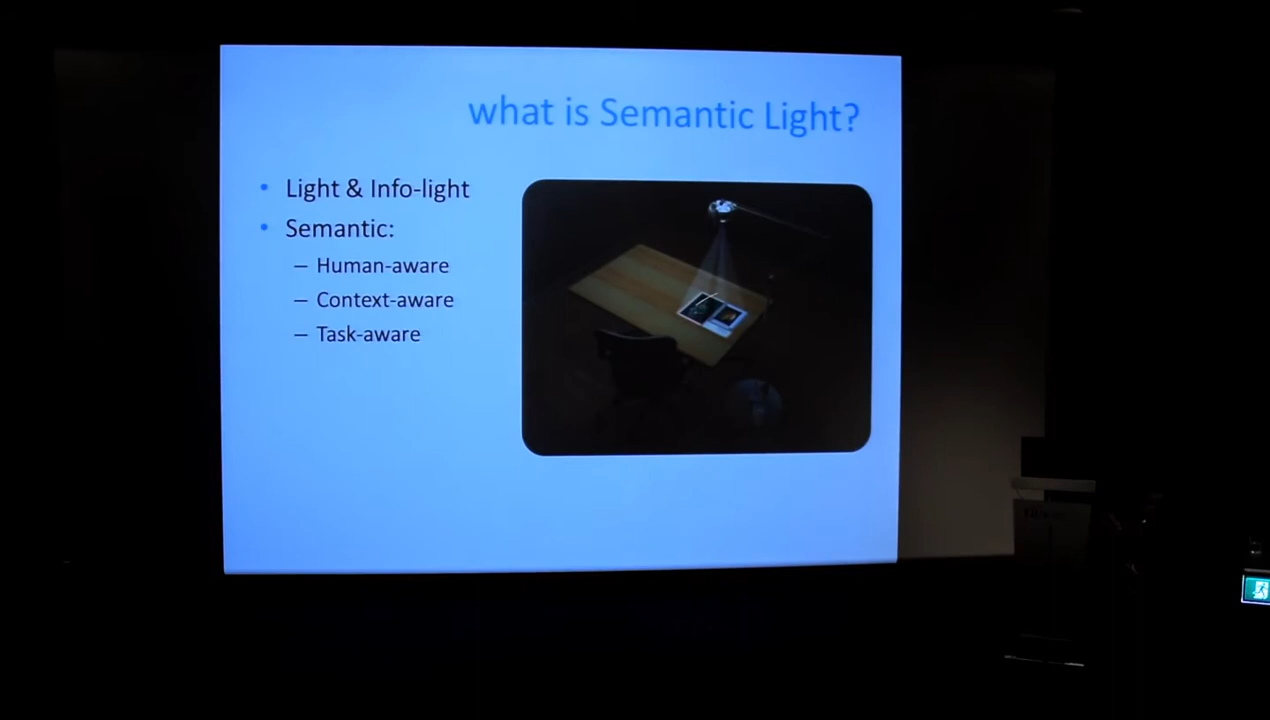 what is Semantic Light?
• Light & Info-light
• Semantic:
– Human-aware
– Context-aware
– Task-aware